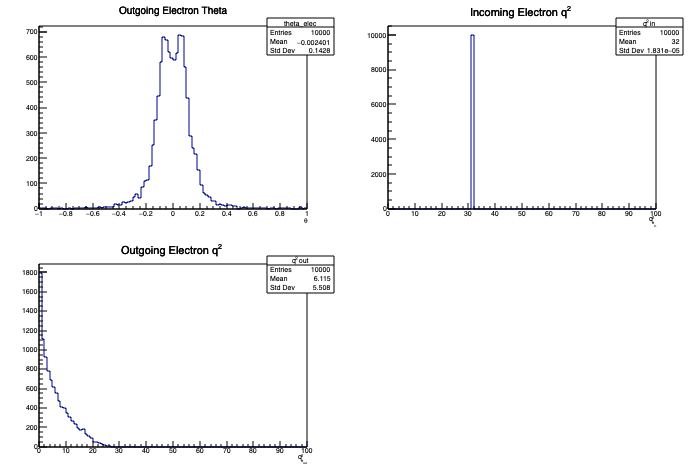 Outgoing Electron Theta
theta_elec
Entries 10000
Mean −0.002401
Std Dev 0.1428
700
600
500
400
300
200
100
0
−1 −0.8 −0.6 −0.4 −0.2 0 0.2 0.4 0.6 0.8 1
θ
Incoming Electron q²
q² in
Entries 10000
Mean 32
Std Dev 1.831e-05
10000
8000
6000
4000
2000
0
0 10 20 30 40 50 60 70 80 90 100
Outgoing Electron q²
q² out
Entries 10000
Mean 6.115
Std Dev 5.508
1800
1600
1400
1200
1000
800
600
400
200
0
0 10 20 30 40 50 60 70 80 90 100